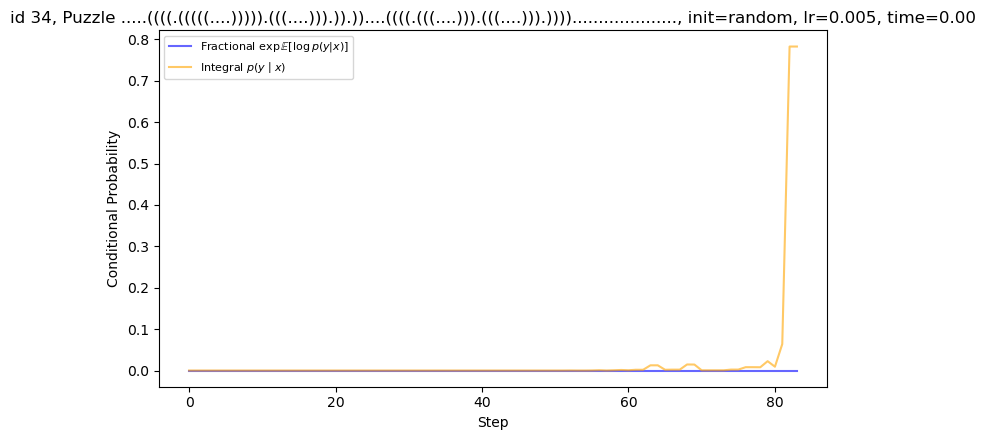 id 34, Puzzle .....((((.(((((....))))).(((....))).)).))....((((.(((....))).(((....))).))))....................., init=random, lr=0.005, time=0.00
Fractional exp𝔼[log p(y|x)]
Integral p(y | x)
Conditional Probability
0.8
0.7
0.6
0.5
0.4
0.3
0.2
0.1
0.0
0 20 40 60 80
Step